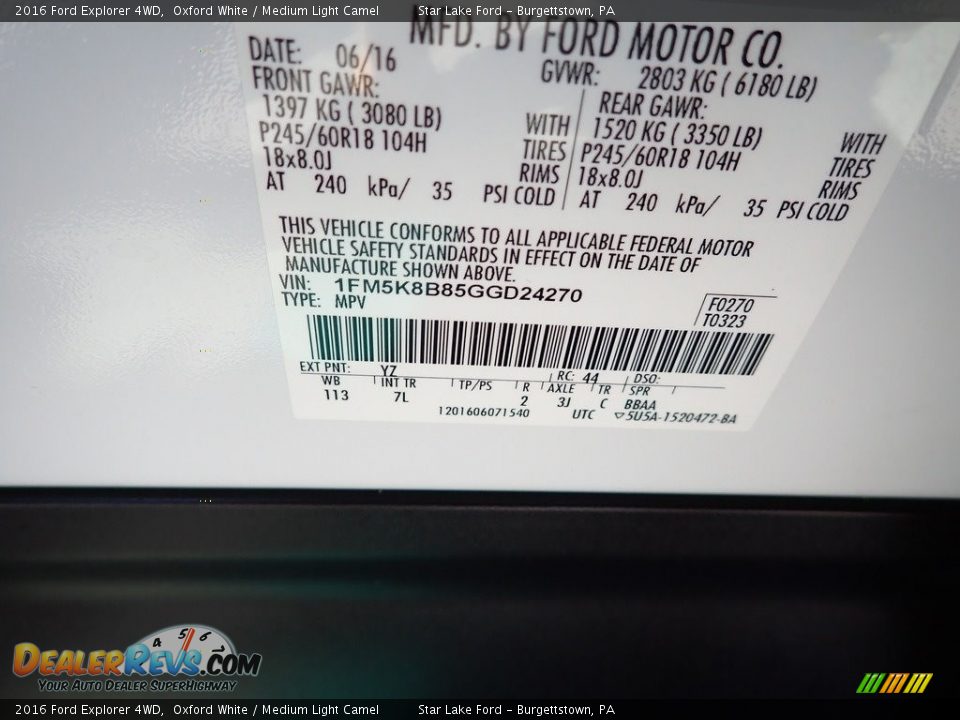 2016 Ford Explorer 4WD,  Oxford White / Medium Light Camel        Star Lake Ford - Burgettstown, PA
MFD. BY FORD MOTOR CO.
DATE: 06/16 GVWR: 2803 KG ( 6180 LB)
FRONT GAWR: REAR GAWR:
1397 KG ( 3080 LB) WITH 1520 KG ( 3350 LB) WITH
P245/60R18 104H TIRES P245/60R18 104H TIRES
18x8.0J RIMS 18x8.0J RIMS
AT 240 kPa/ 35 PSI COLD AT 240 kPa/ 35 PSI COLD
THIS VEHICLE CONFORMS TO ALL APPLICABLE FEDERAL MOTOR
VEHICLE SAFETY STANDARDS IN EFFECT ON THE DATE OF
MANUFACTURE SHOWN ABOVE.
VIN: 1FM5K8B85GGD24270
TYPE: MPV
F0270
T0323
EXT PNT: YZ RC: 44 DSO:
WB INT TR TP/PS R AXLE TR SPR
113 7L 2 3J C BBAA
1201606071540 UTC ▽5U5A-1520472-BA
4 5 6
DealerRevs.com
Your Auto Dealer SuperHighway
2016 Ford Explorer 4WD,  Oxford White / Medium Light Camel        Star Lake Ford - Burgettstown, PA